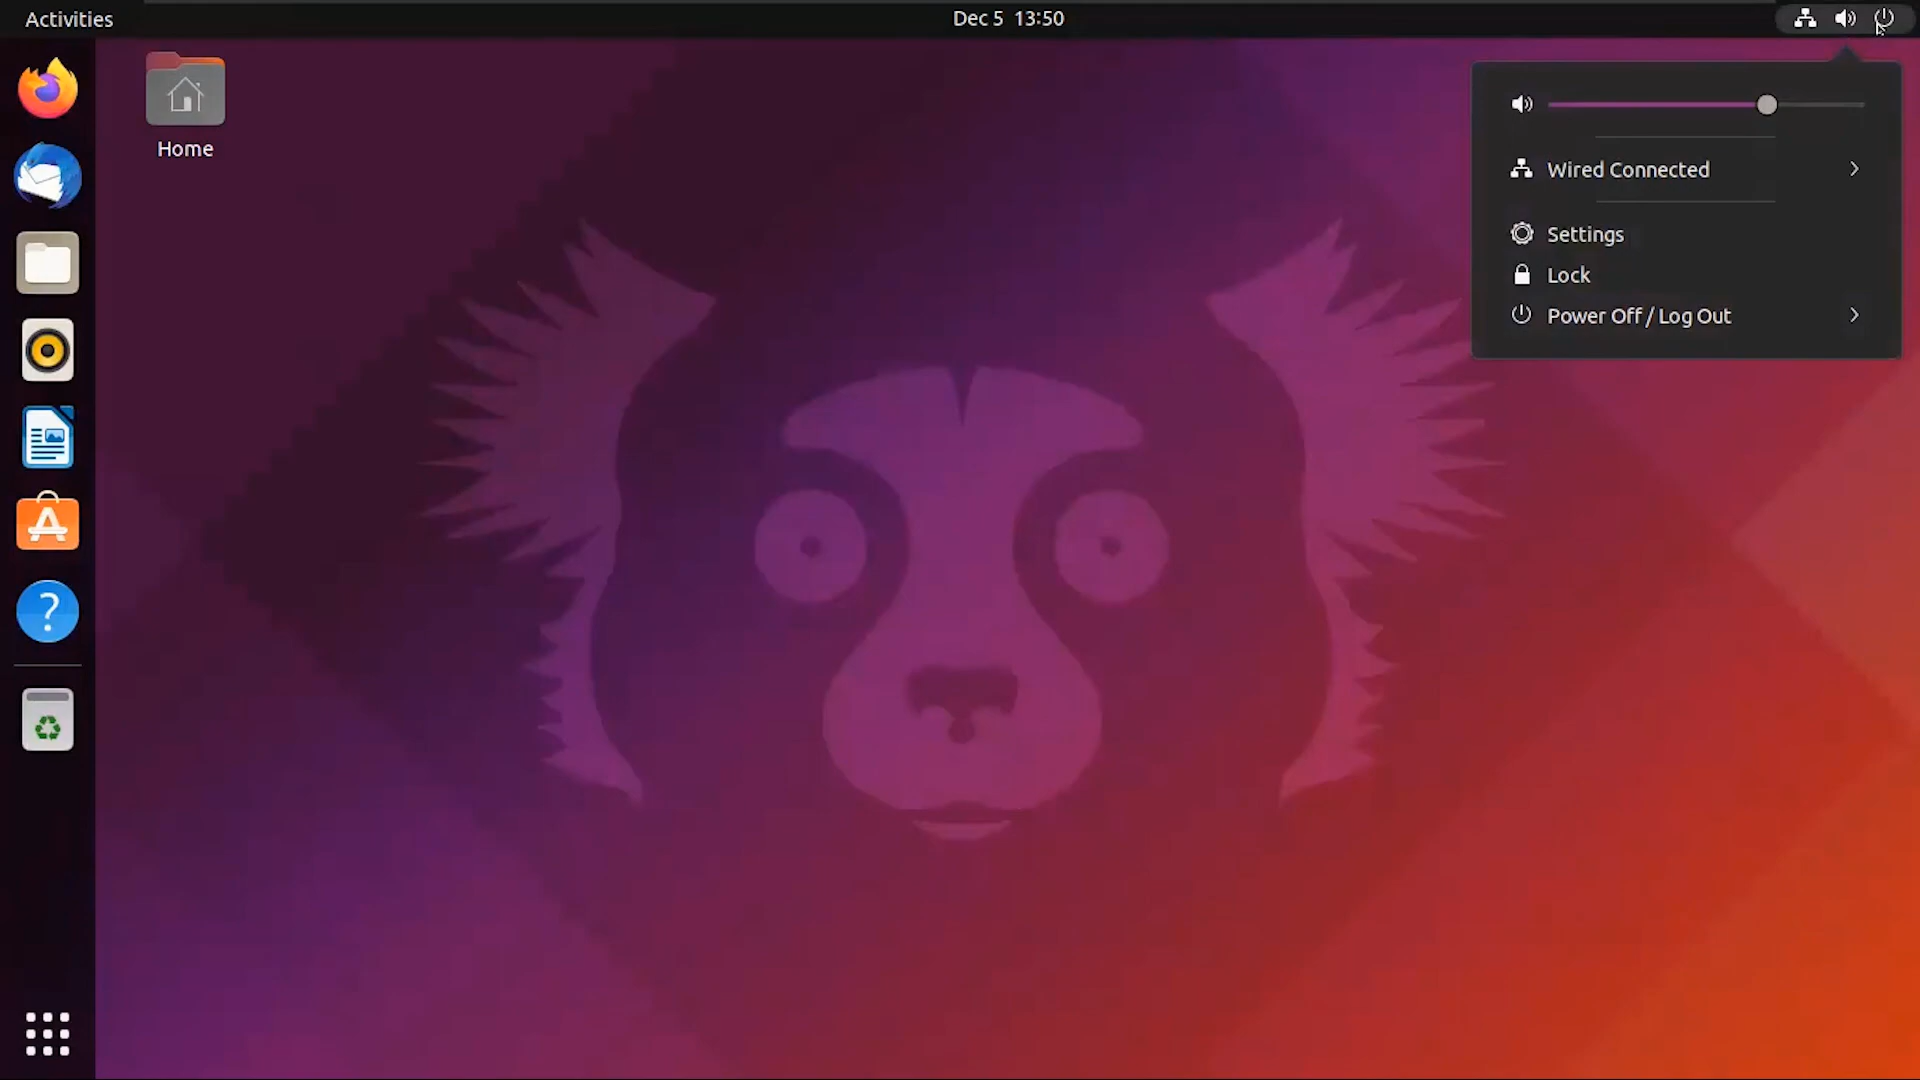 Activities
Dec 5 13:50
Home
Wired Connected
Settings
Lock
Power Off / Log Out